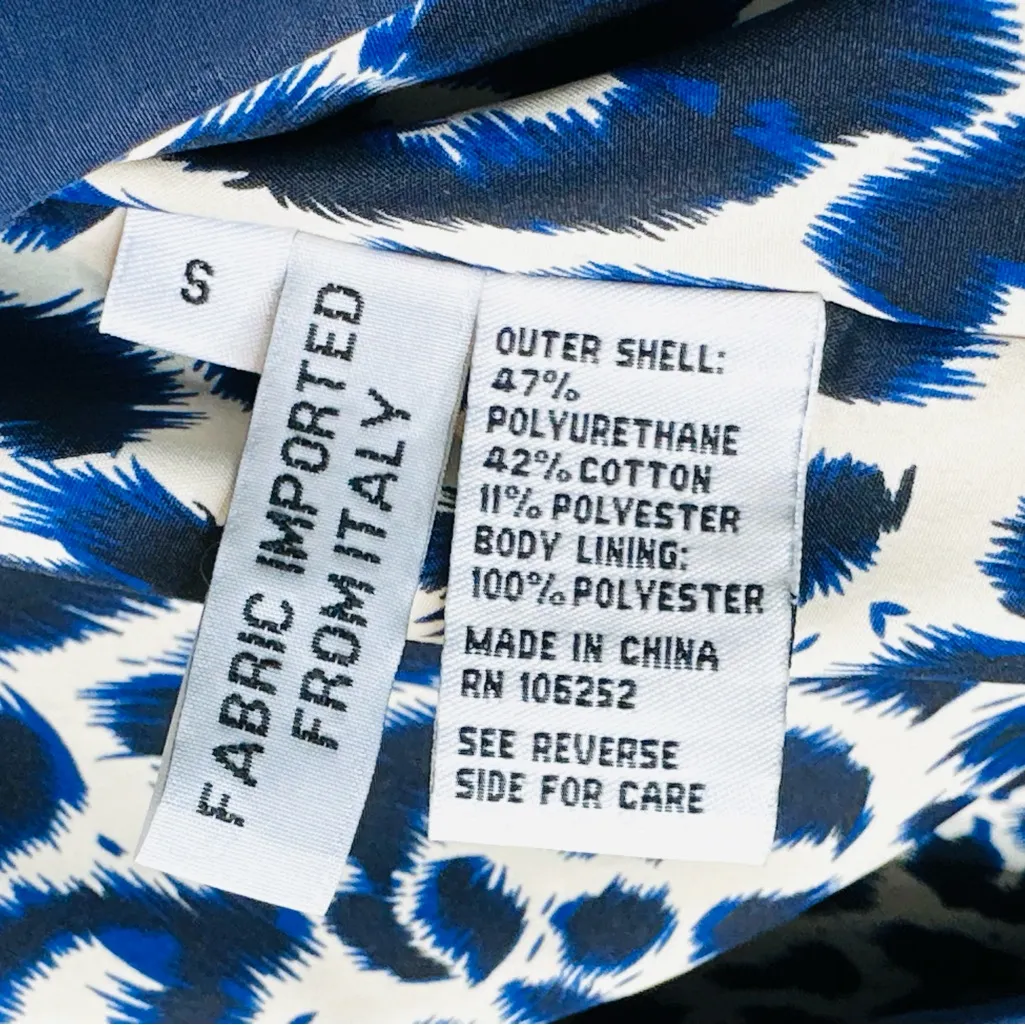 S
FABRIC IMPORTED
FROM ITALY
OUTER SHELL:
47%
POLYURETHANE
42% COTTON
11% POLYESTER
BODY LINING:
100% POLYESTER
MADE IN CHINA
RN 106252
SEE REVERSE
SIDE FOR CARE